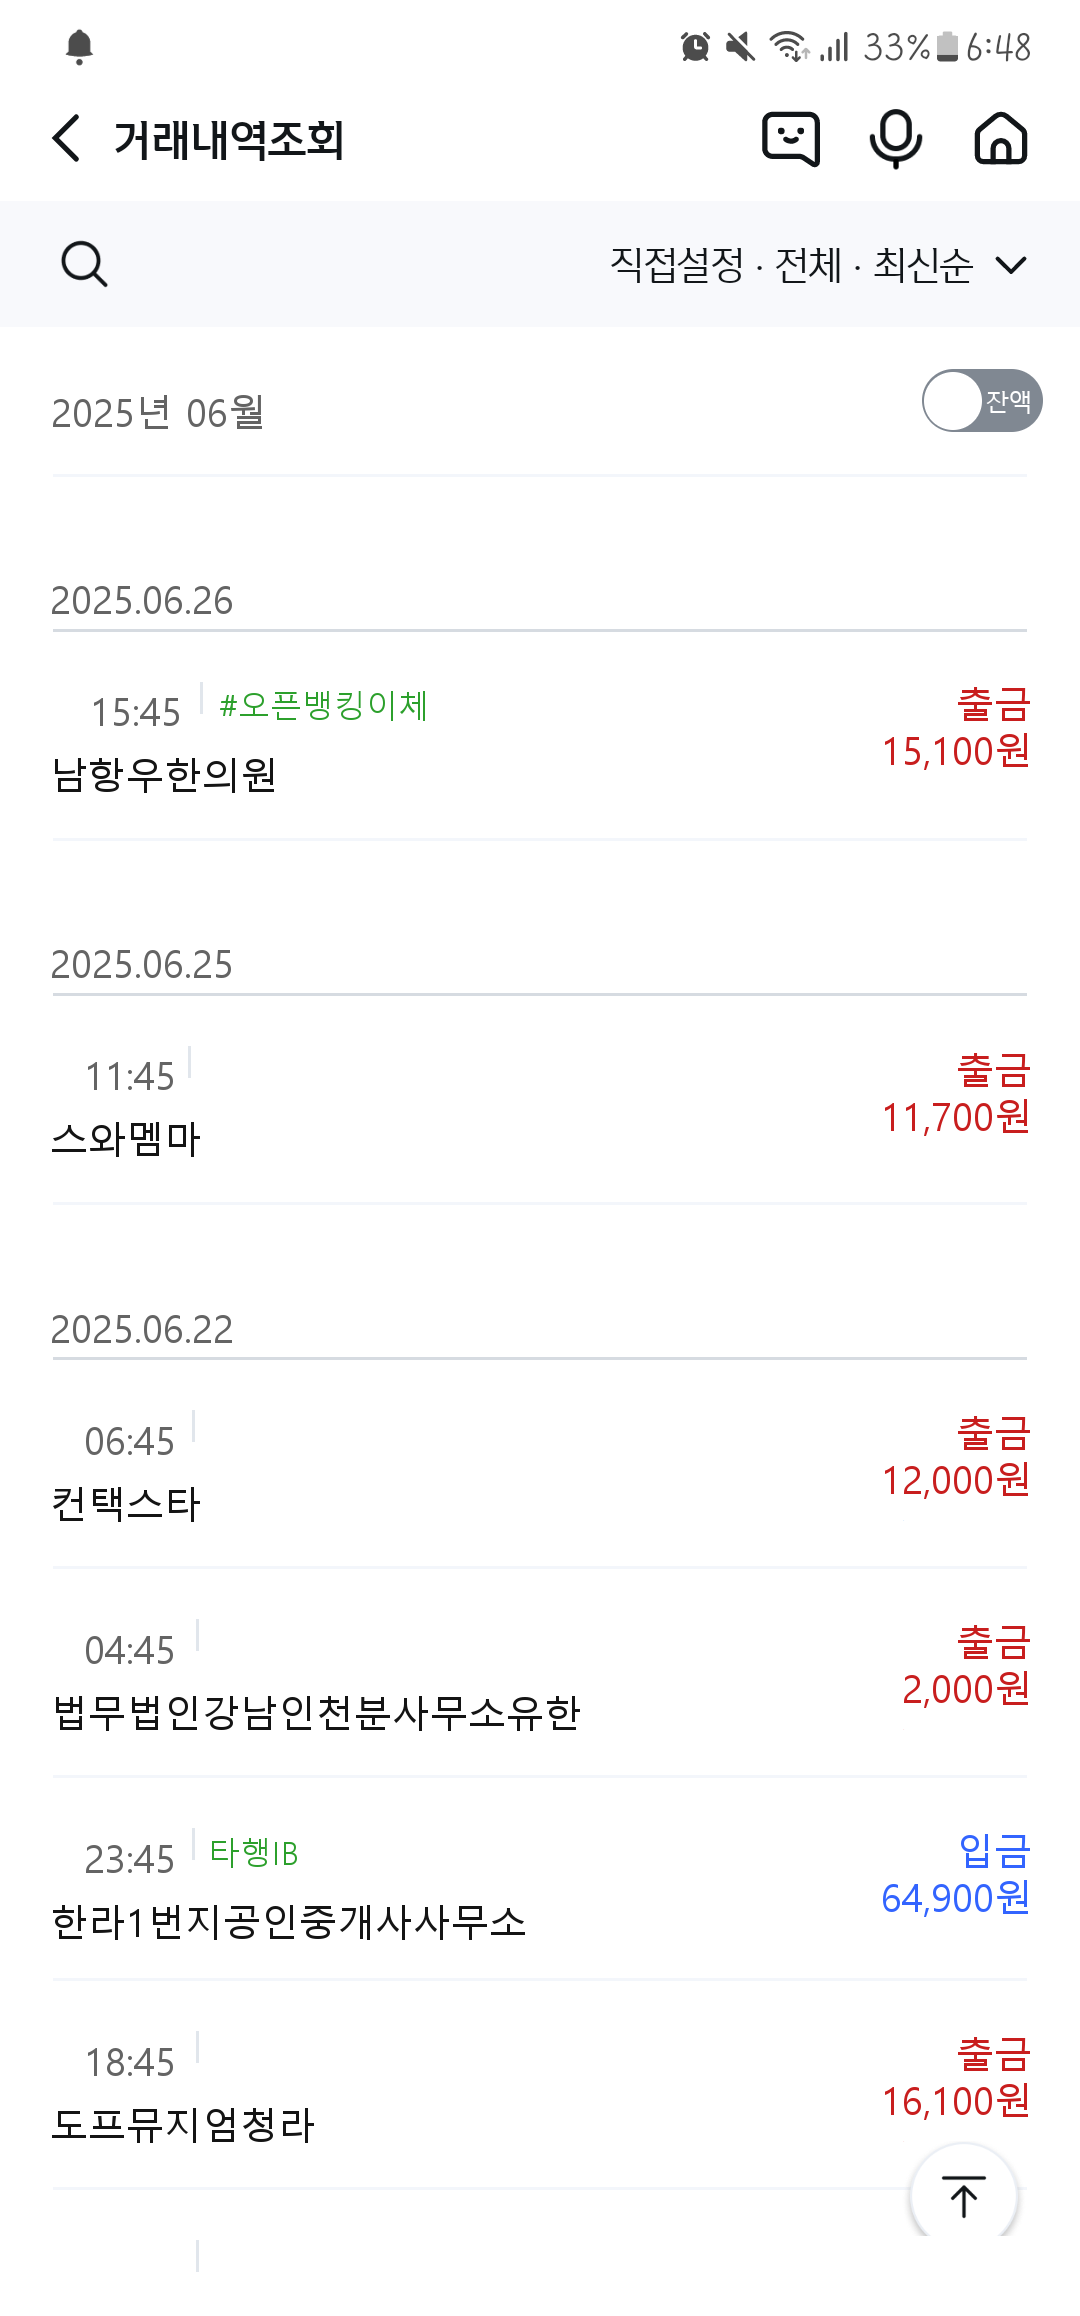 33% 6:48
거래내역조회
직접설정 · 전체 · 최신순
2025년 06월
잔액
2025.06.26
15:45 #오픈뱅킹이체
출금
남항우한의원
15,100원
2025.06.25
11:45
출금
스와멤마
11,700원
2025.06.22
06:45
출금
컨택스타
12,000원
04:45
출금
법무법인강남인천분사무소유한
2,000원
23:45 타행IB
입금
한라1번지공인중개사사무소
64,900원
18:45
출금
도프뮤지엄청라
16,100원